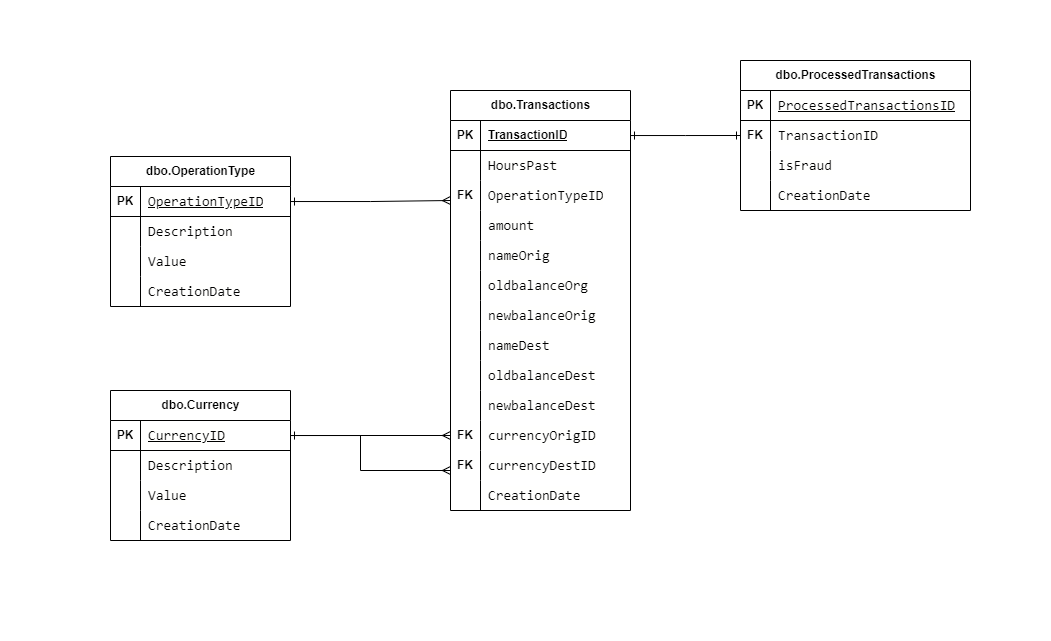 dbo.ProcessedTransactions
PK ProcessedTransactionsID
FK TransactionID
isFraud
CreationDate
dbo.Transactions
PK TransactionID
HoursPast
FK OperationTypeID
amount
nameOrig
oldbalanceOrg
newbalanceOrig
nameDest
oldbalanceDest
newbalanceDest
FK currencyOrigID
FK currencyDestID
CreationDate
dbo.OperationType
PK OperationTypeID
Description
Value
CreationDate
dbo.Currency
PK CurrencyID
Description
Value
CreationDate